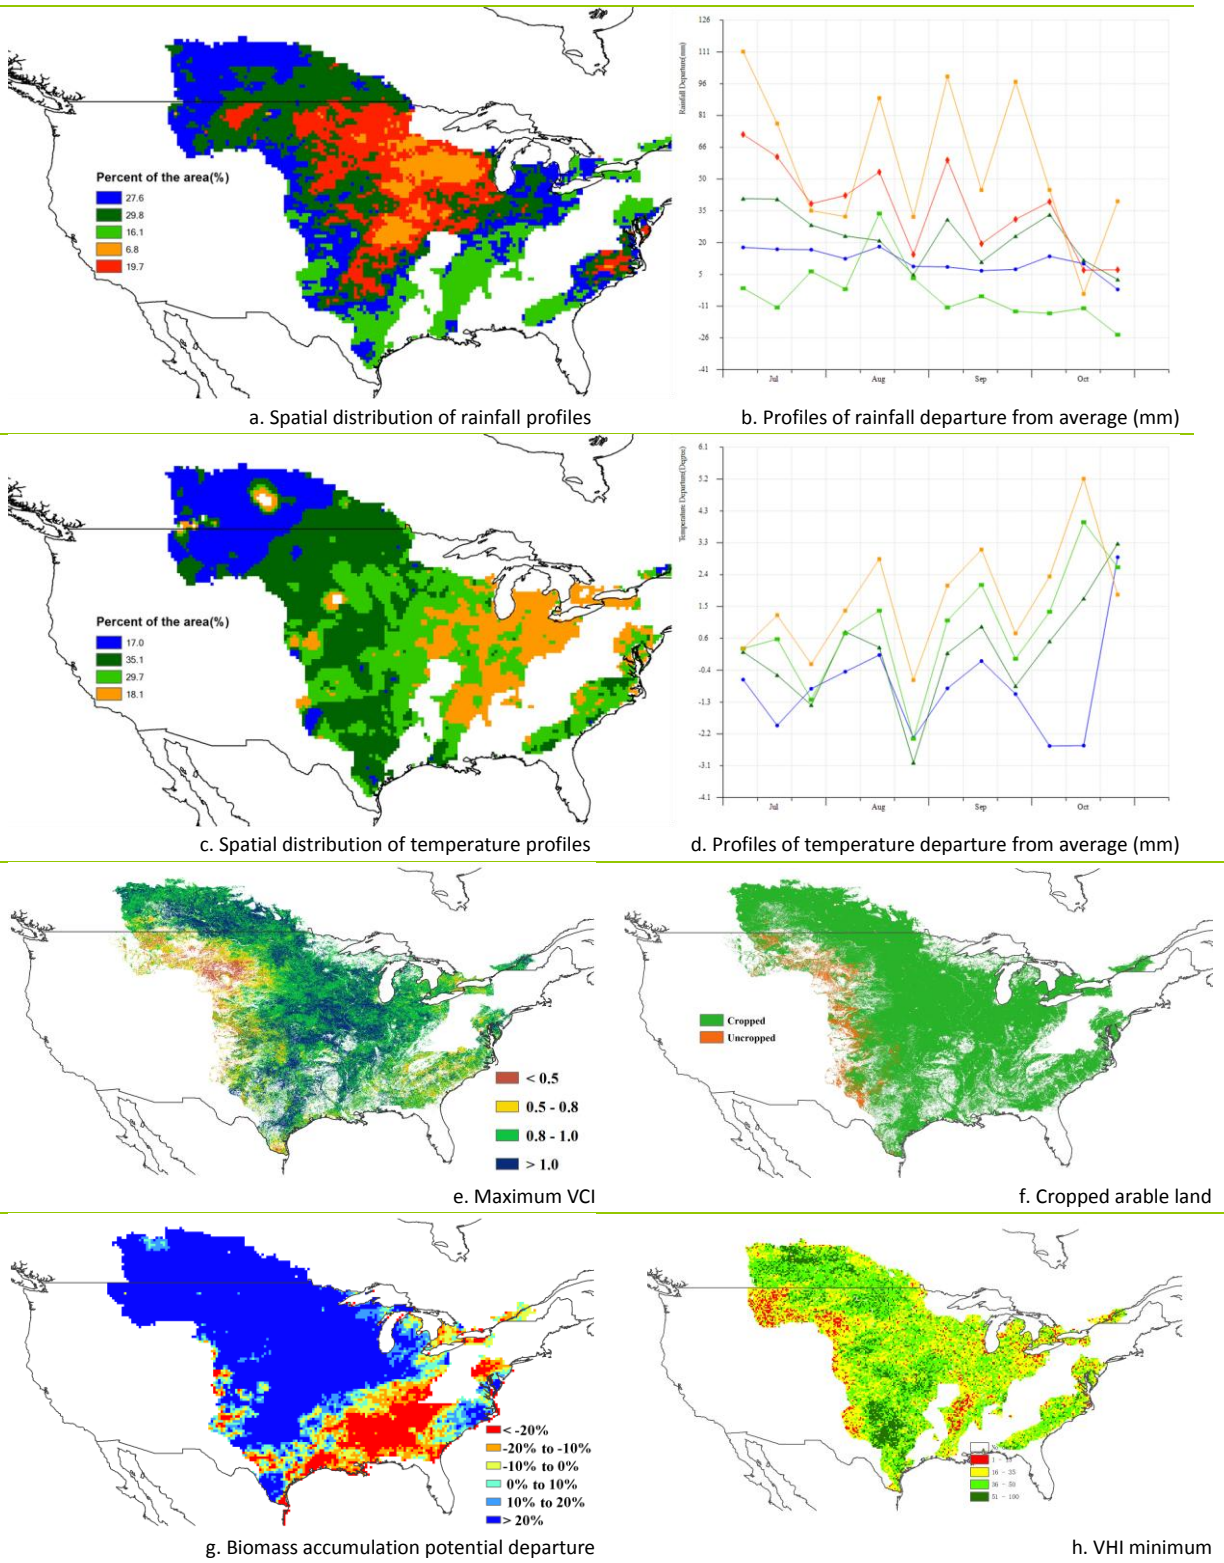 Percent of the area(%)
27.6
29.8
16.1
6.8
19.7
a. Spatial distribution of rainfall profiles
Rainfall Departure(mm)
126
111
96
81
66
50
35
20
5
-11
-26
-41
Jul Aug Sep Oct
b. Profiles of rainfall departure from average (mm)
Percent of the area(%)
17.0
35.1
29.7
18.1
c. Spatial distribution of temperature profiles
Temperature Departure(Degree)
6.1
5.2
4.3
3.3
2.4
1.5
0.6
-0.4
-1.3
-2.2
-3.1
-4.1
Jul Aug Sep Oct
d. Profiles of temperature departure from average (mm)
< 0.5
0.5 - 0.8
0.8 - 1.0
> 1.0
e. Maximum VCI
Cropped
Uncropped
f. Cropped arable land
< -20%
-20% to -10%
-10% to 0%
0% to 10%
10% to 20%
> 20%
g. Biomass accumulation potential departure
16 - 35
36 - 50
51 - 100
h. VHI minimum